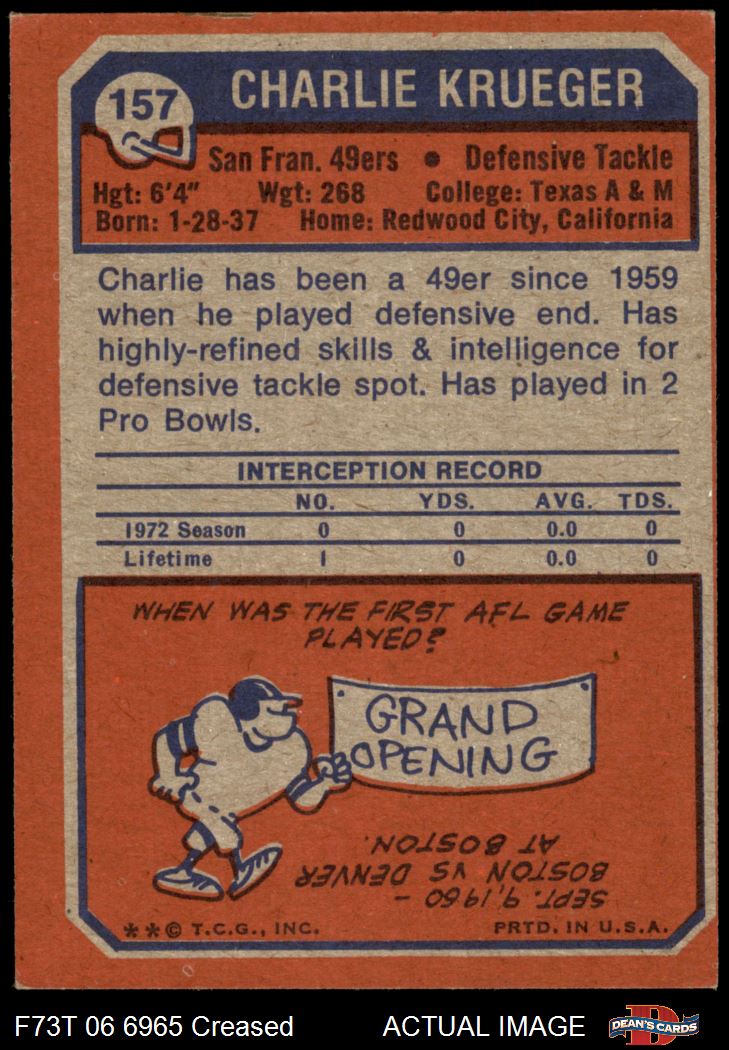 157
CHARLIE KRUEGER
San Fran. 49ers • Defensive Tackle
Hgt: 6'4" Wgt: 268 College: Texas A & M
Born: 1-28-37 Home: Redwood City, California
Charlie has been a 49er since 1959
when he played defensive end. Has
highly-refined skills & intelligence for
defensive tackle spot. Has played in 2
Pro Bowls.
INTERCEPTION RECORD
NO. YDS. AVG. TDS.
1972 Season 0 0 0.0 0
Lifetime 1 0 0.0 0
WHEN WAS THE FIRST AFL GAME
PLAYED?
GRAND
OPENING
SEPT. 9, 1960 –
BOSTON VS DENVER
AT BOSTON.
**© T.C.G., INC. PRTD. IN U.S.A.
F73T 06 6965 Creased ACTUAL IMAGE
D
DEAN'S CARDS